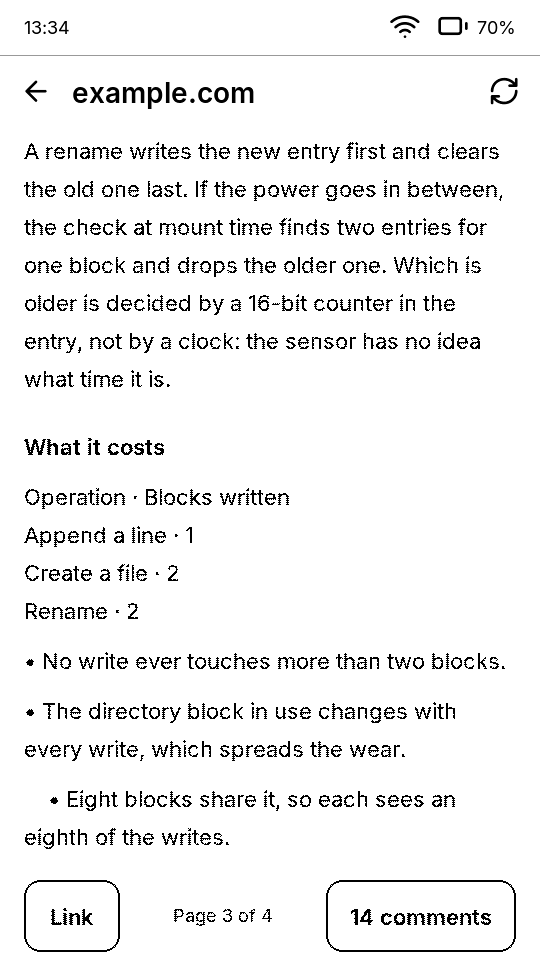 13:34
70%
example.com
A rename writes the new entry first and clears
the old one last. If the power goes in between,
the check at mount time finds two entries for
one block and drops the older one. Which is
older is decided by a 16-bit counter in the
entry, not by a clock: the sensor has no idea
what time it is.
What it costs
Operation · Blocks written
Append a line · 1
Create a file · 2
Rename · 2
• No write ever touches more than two blocks.
• The directory block in use changes with
every write, which spreads the wear.
• Eight blocks share it, so each sees an
eighth of the writes.
Link
Page 3 of 4
14 comments